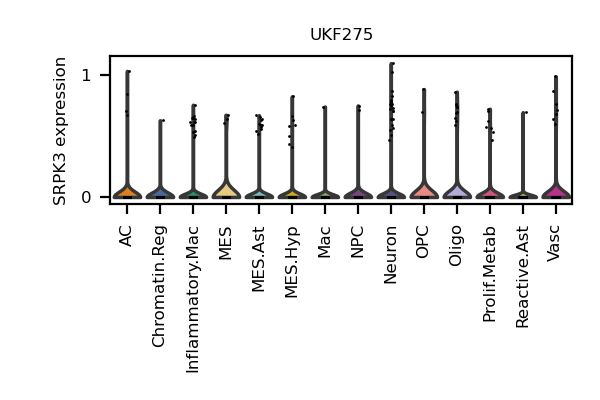 UKF275
SRPK3 expression
1
0
AC
Chromatin.Reg
Inflammatory.Mac
MES
MES.Ast
MES.Hyp
Mac
NPC
Neuron
OPC
Oligo
Prolif.Metab
Reactive.Ast
Vasc